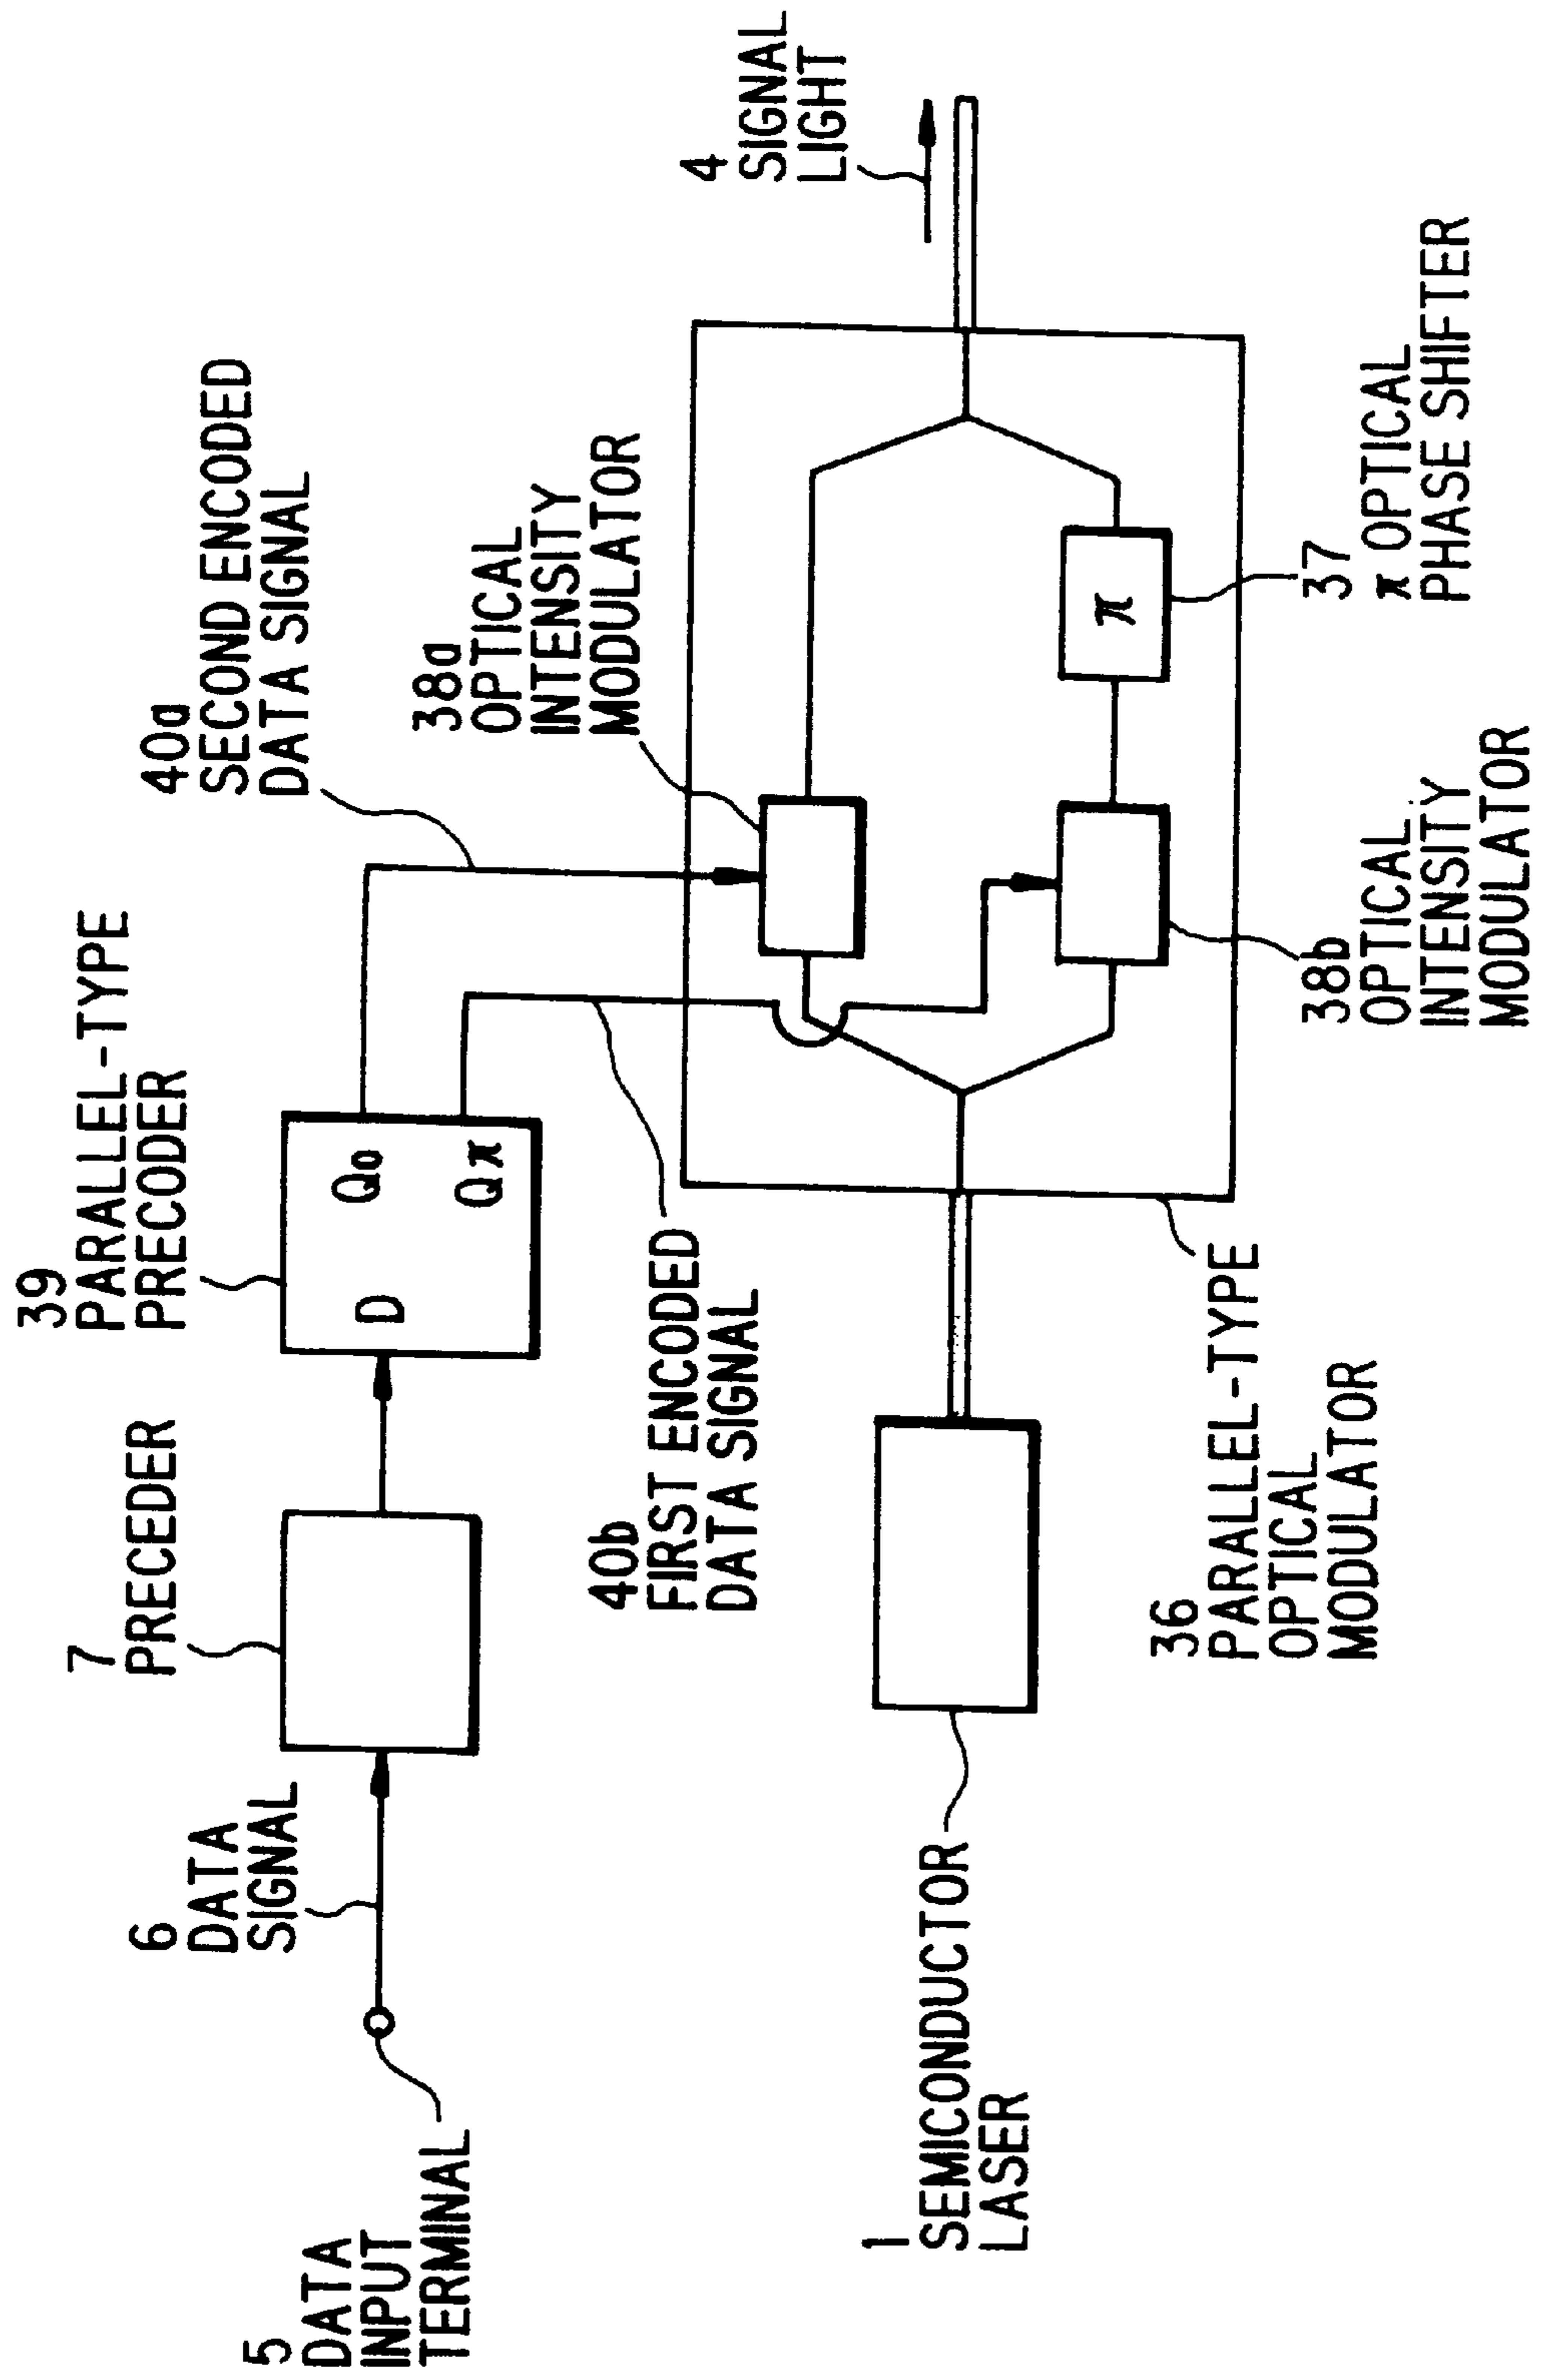 5
DATA
INPUT
TERMINAL
6
DATA
SIGNAL
7
PRECEDER
39
PARALLEL-TYPE
PRECODER
D
Q0
Qπ
40a
SECOND ENCODED
DATA SIGNAL
40b
FIRST ENCODED
DATA SIGNAL
38a
OPTICAL
INTENSITY
MODULATOR
4
SIGNAL
LIGHT
1
SEMICONDUCTOR
LASER
36
PARALLEL-TYPE
OPTICAL
MODULATOR
38b
OPTICAL
INTENSITY
MODULATOR
π
37
π OPTICAL
PHASE SHIFTER